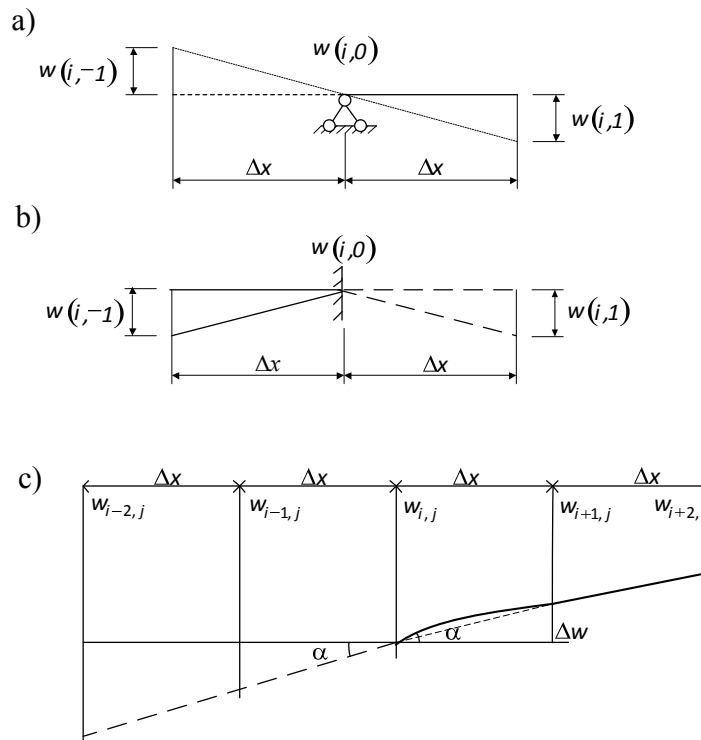 a)
w(i,0)
w(i,−1)
w(i,1)
Δx Δx
b)
w(i,0)
w(i,−1)
w(i,1)
Δx Δx
c)
Δx Δx Δx Δx
w_{i−2, j} w_{i−1, j} w_{i, j} w_{i+1, j} w_{i+2,
α α Δw